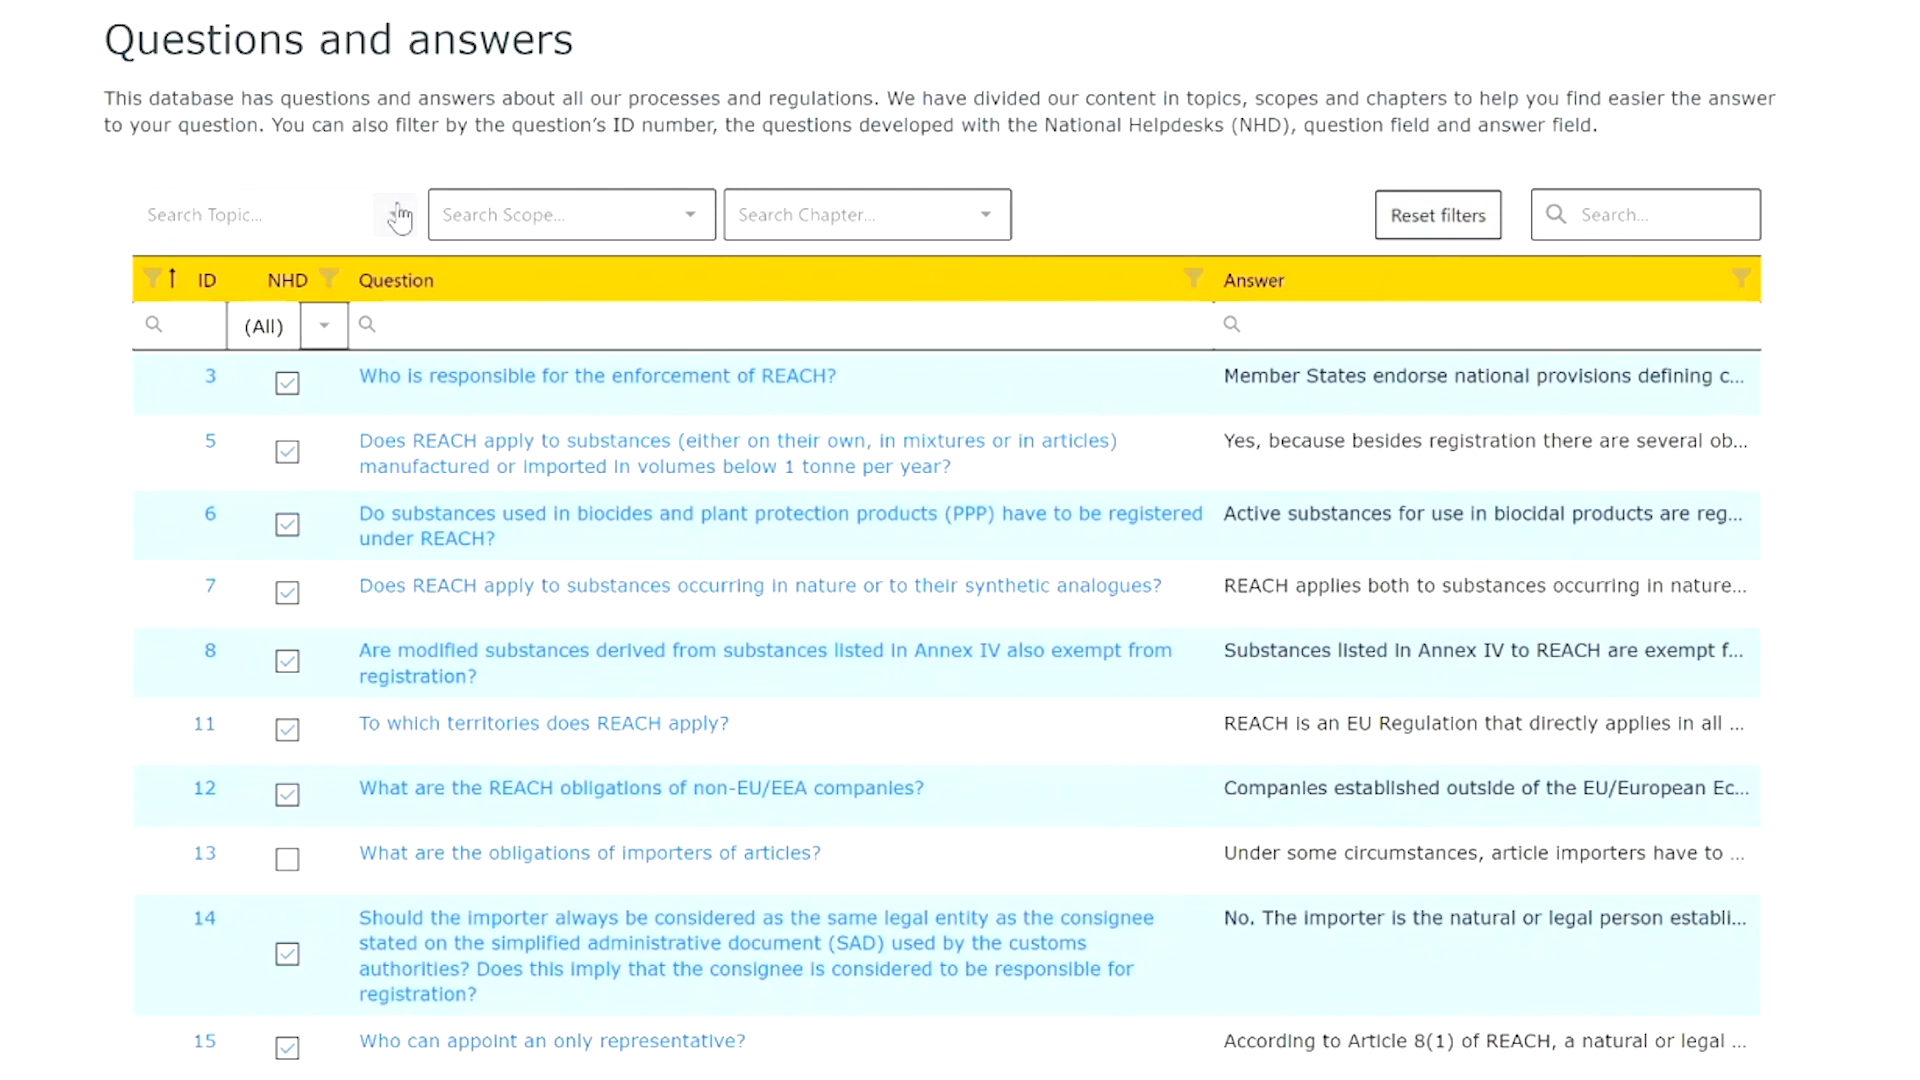 Questions and answers
This database has questions and answers about all our processes and regulations. We have divided our content in topics, scopes and chapters to help you find easier the answer
to your question. You can also filter by the question's ID number, the questions developed with the National Helpdesks (NHD), question field and answer field.
Search Topic... Search Scope... Search Chapter... Reset filters Search...
ID NHD Question Answer
(All)
3 Who is responsible for the enforcement of REACH? Member States endorse national provisions defining c...
5 Does REACH apply to substances (either on their own, in mixtures or in articles) Yes, because besides registration there are several ob...
manufactured or imported in volumes below 1 tonne per year?
6 Do substances used in biocides and plant protection products (PPP) have to be registered Active substances for use in biocidal products are reg...
under REACH?
7 Does REACH apply to substances occurring in nature or to their synthetic analogues? REACH applies both to substances occurring in nature...
8 Are modified substances derived from substances listed in Annex IV also exempt from Substances listed in Annex IV to REACH are exempt f...
registration?
11 To which territories does REACH apply? REACH is an EU Regulation that directly applies in all ...
12 What are the REACH obligations of non-EU/EEA companies? Companies established outside of the EU/European Ec...
13 What are the obligations of importers of articles? Under some circumstances, article importers have to ...
14 Should the importer always be considered as the same legal entity as the consignee No. The importer is the natural or legal person establi...
stated on the simplified administrative document (SAD) used by the customs
authorities? Does this imply that the consignee is considered to be responsible for
registration?
15 Who can appoint an only representative? According to Article 8(1) of REACH, a natural or legal ...